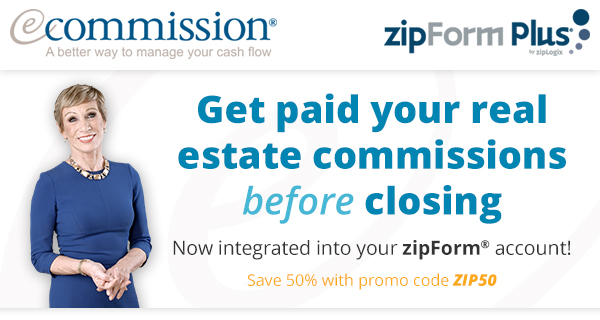 ecommission®
A better way to manage your cash flow
zipForm Plus®
by zipLogix
Get paid your real
estate commissions
before closing
Now integrated into your zipForm® account!
Save 50% with promo code ZIP50